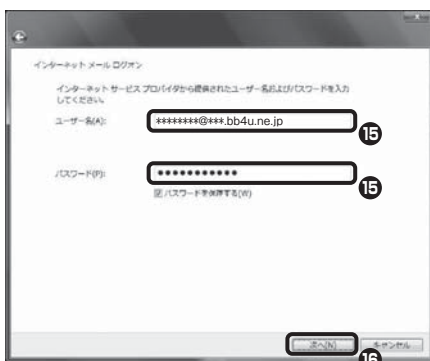 インターネット メール ログオン
インターネット サービス プロバイダから提供されたユーザー名およびパスワードを入力
してください。
ユーザー名(A):
********@***.bb4u.ne.jp
⑮
パスワード(P):
●●●●●●●●●●●
⑮
パスワードを保存する(W)
次へ(N)
キャンセル
⑯